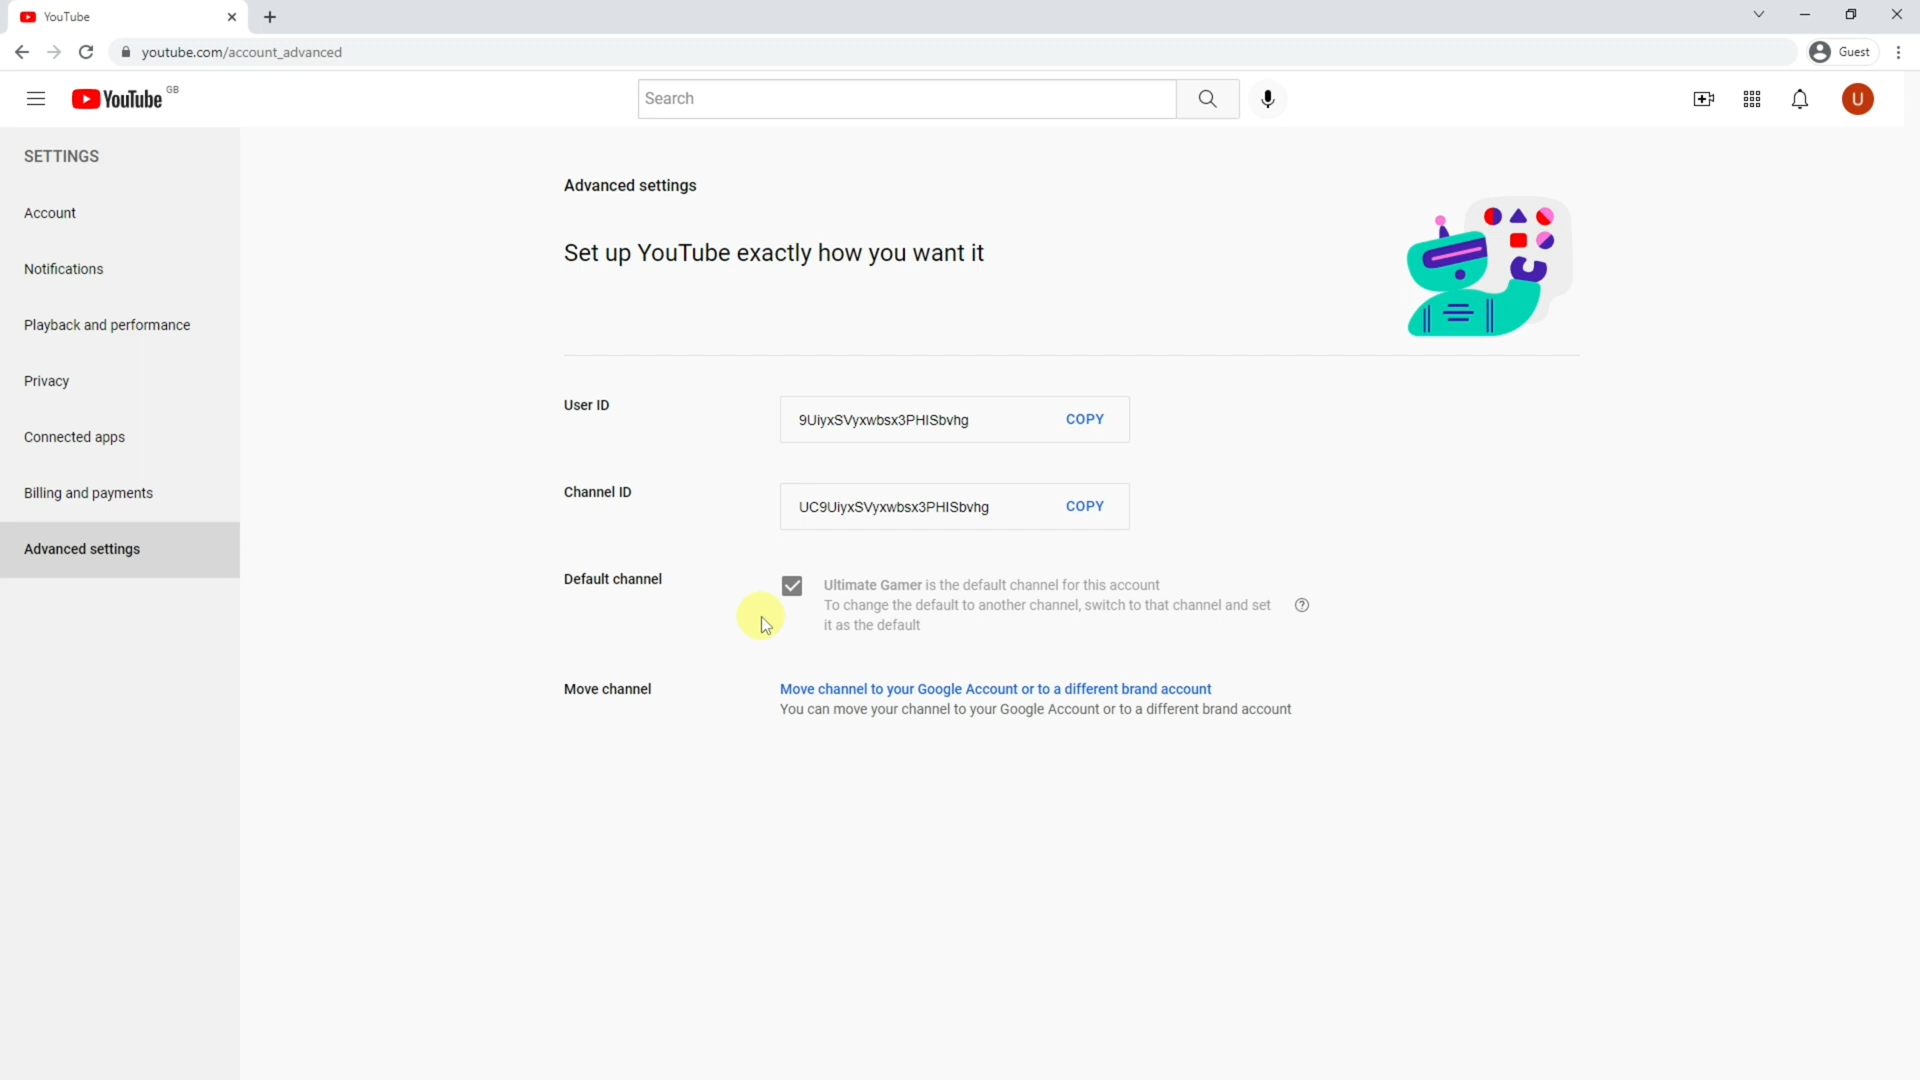 YouTube
youtube.com/account_advanced
Guest
YouTube GB
Search
U
SETTINGS
Account
Notifications
Playback and performance
Privacy
Connected apps
Billing and payments
Advanced settings
Advanced settings
Set up YouTube exactly how you want it
User ID
9UiyxSVyxwbsx3PHISbvhg COPY
Channel ID
UC9UiyxSVyxwbsx3PHISbvhg COPY
Default channel
Ultimate Gamer is the default channel for this account
To change the default to another channel, switch to that channel and set
it as the default
Move channel
Move channel to your Google Account or to a different brand account
You can move your channel to your Google Account or to a different brand account